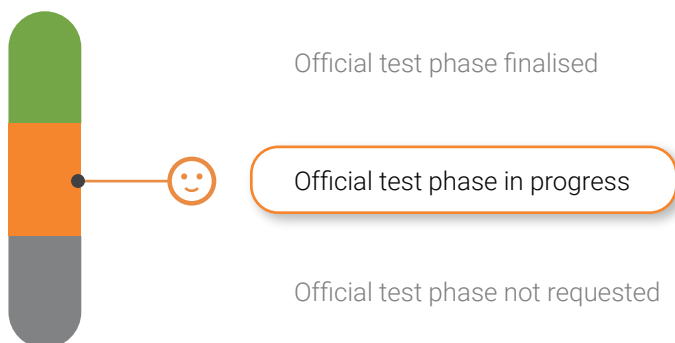 Official test phase finalised
Official test phase in progress
Official test phase not requested